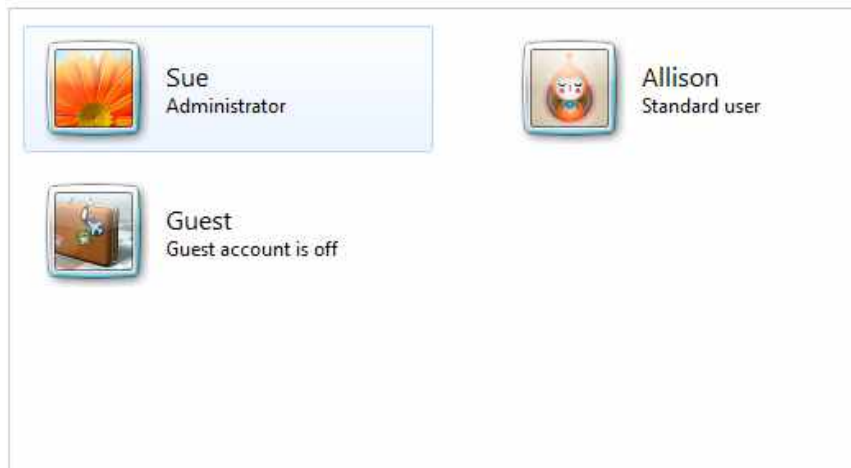 Sue
Administrator
Allison
Standard user
Guest
Guest account is off